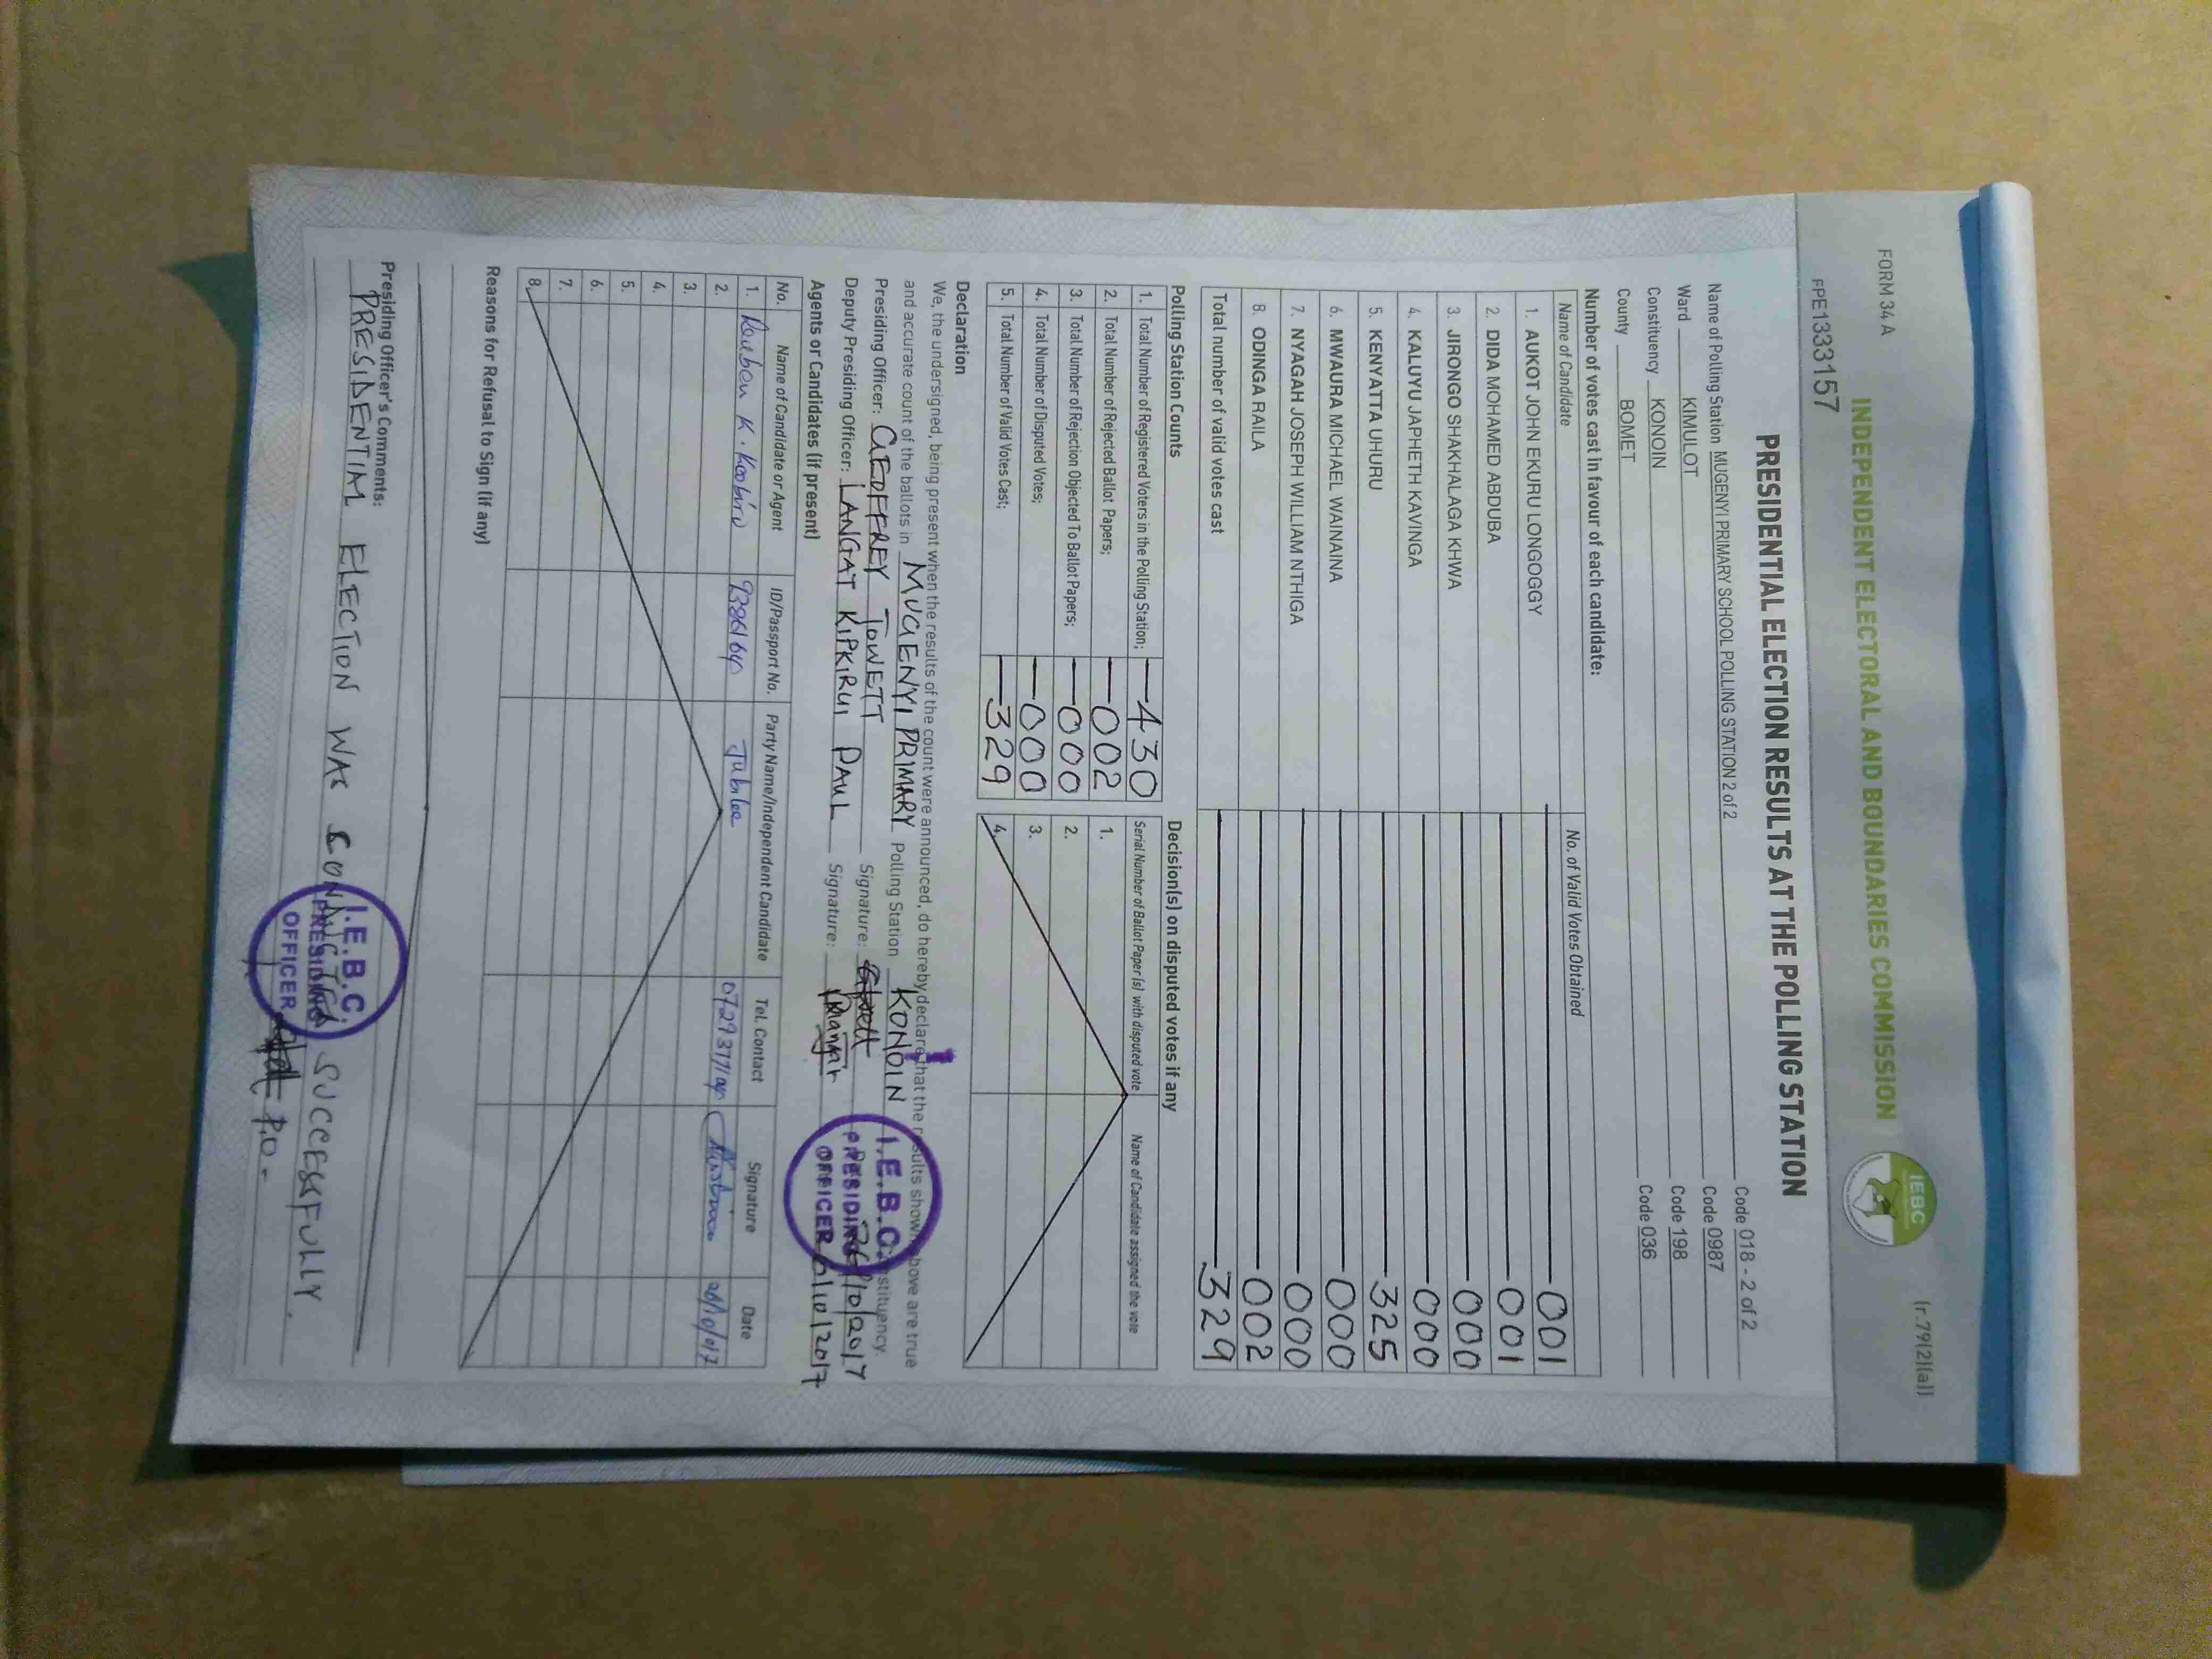 FORM 34 A
(r.79(2)(a))
INDEPENDENT ELECTORAL AND BOUNDARIES COMMISSION
IEBC
FPE1333157
PRESIDENTIAL ELECTION RESULTS AT THE POLLING STATION
Name of Polling Station MUGENYI PRIMARY SCHOOL POLLING STATION 2 of 2 Code 018 - 2 of 2
Ward KIMULOT Code 0987
Constituency KONOIN Code 198
County BOMET Code 036
Number of votes cast in favour of each candidate:
Name of Candidate No. of Valid Votes Obtained
1. AUKOT JOHN EKURU LONGOGGY 001
2. DIDA MOHAMED ABDUBA 001
3. JIRONGO SHAKHALAGA KHWA 000
4. KALUYU JAPHETH KAVINGA 000
5. KENYATTA UHURU 325
6. MWAURA MICHAEL WAINAINA 000
7. NYAGAH JOSEPH WILLIAM NTHIGA 000
8. ODINGA RAILA 002
Total number of valid votes cast 329
Polling Station Counts
1. Total Number of Registered Voters in the Polling Station; 430
2. Total Number of Rejected Ballot Papers; 002
3. Total Number of Rejection Objected To Ballot Papers; 000
4. Total Number of Disputed Votes; 000
5. Total Number of Valid Votes Cast; 329
Decision(s) on disputed votes if any
Serial Number of Ballot Paper (s) with disputed vote Name of Candidate assigned the vote
1.
2.
3.
4.
Declaration
We, the undersigned, being present when the results of the count were announced, do hereby declare that the results shown above are true
and accurate count of the ballots in MUGENYI PRIMARY Polling Station KONOIN Constituency.
Presiding Officer: GEOFFREY TOWETT Signature: 26/10/2017
Deputy Presiding Officer: LANGAT KIPKIRUI PAUL Signature: /10/2017
I.E.B.C.
PRESIDING
OFFICER
Agents or Candidates (if present)
No. Name of Candidate or Agent ID/Passport No. Party Name/Independent Candidate Tel. Contact Signature Date
1. Reuben K. Jubilee
2.
3.
4.
5.
6.
7.
8.
Reasons for Refusal to Sign (if any)
Presiding Officer's Comments:
PRESIDENTIAL ELECTION WAS CONDUCTED SUCCESSFULLY.
I.E.B.C.
PRESIDING
OFFICER
P.O.